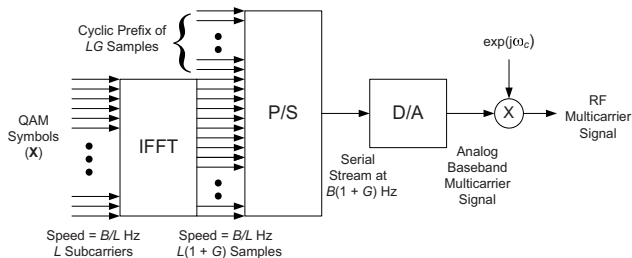 Cyclic Prefix of
LG Samples
exp(jωc)
QAM
Symbols
(X)
IFFT
P/S
D/A
X
RF
Multicarrier
Signal
Serial
Stream at
B(1 + G) Hz
Analog
Baseband
Multicarrier
Signal
Speed = B/L Hz
L Subcarriers
Speed = B/L Hz
L(1 + G) Samples